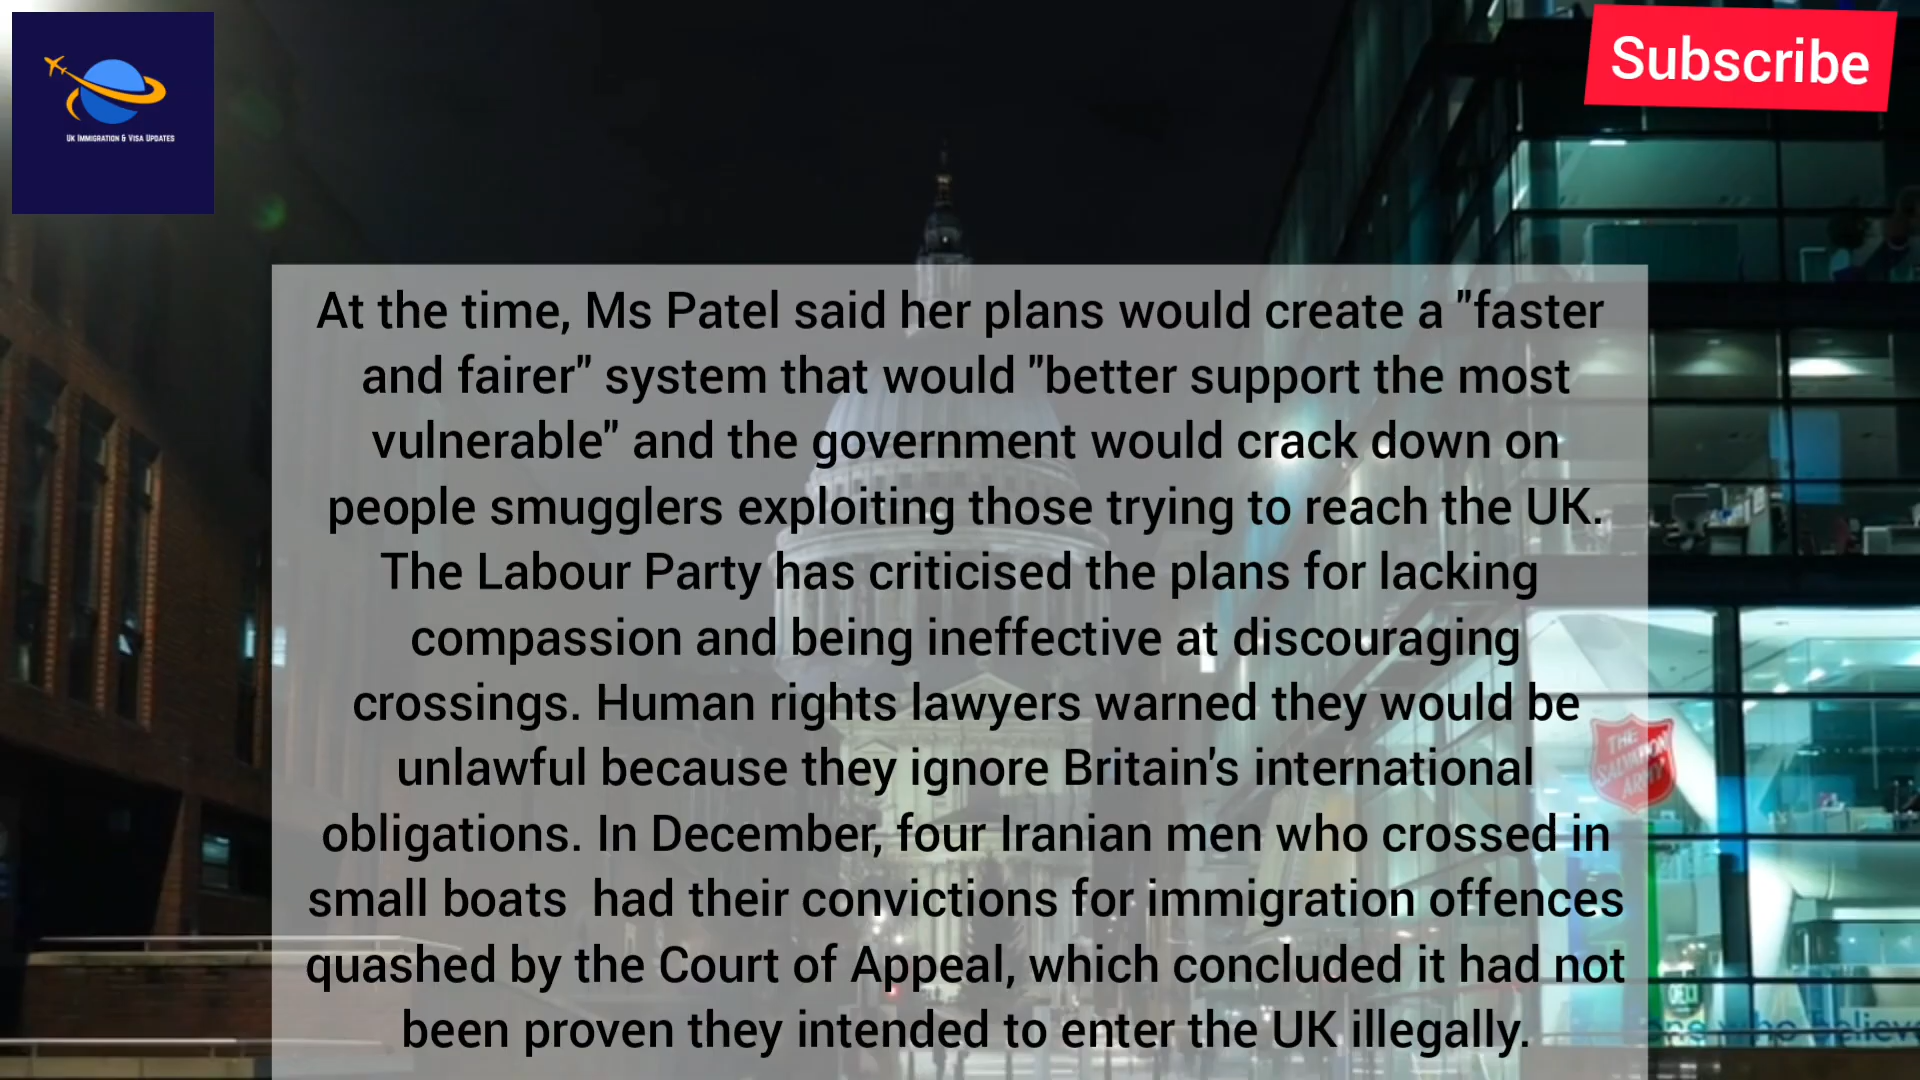 UK Immigration & Visa Updates
Subscribe
At the time, Ms Patel said her plans would create a "faster
and fairer" system that would "better support the most
vulnerable" and the government would crack down on
people smugglers exploiting those trying to reach the UK.
The Labour Party has criticised the plans for lacking
compassion and being ineffective at discouraging
crossings. Human rights lawyers warned they would be
unlawful because they ignore Britain's international
obligations. In December, four Iranian men who crossed in
small boats  had their convictions for immigration offences
quashed by the Court of Appeal, which concluded it had not
been proven they intended to enter the UK illegally.
THE
SALVATION
ARMY